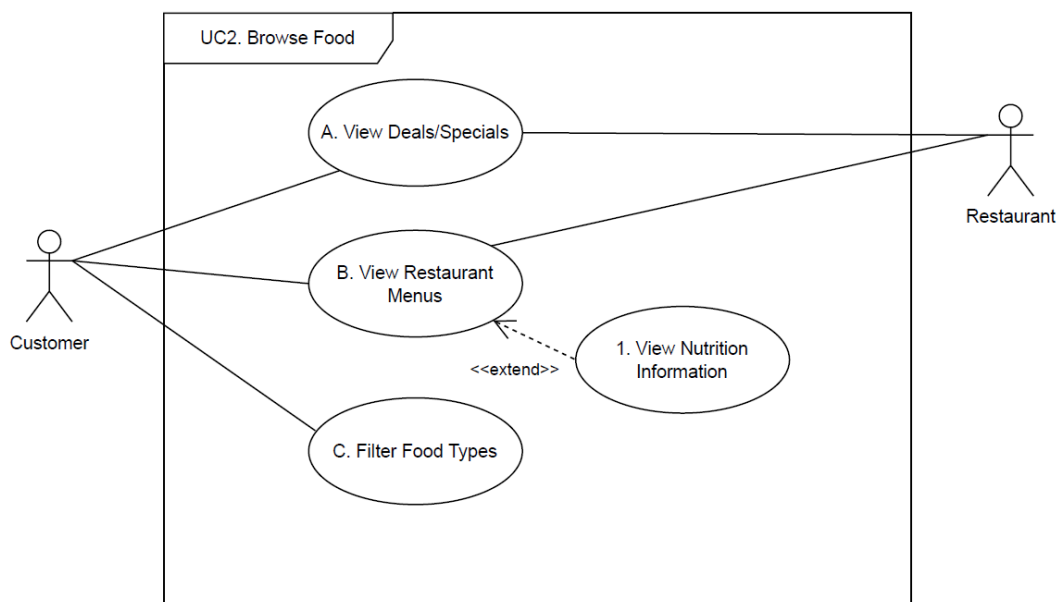 UC2. Browse Food
A. View Deals/Specials
Restaurant
B. View Restaurant
Menus
Customer
1. View Nutrition
Information
<<extend>>
C. Filter Food Types